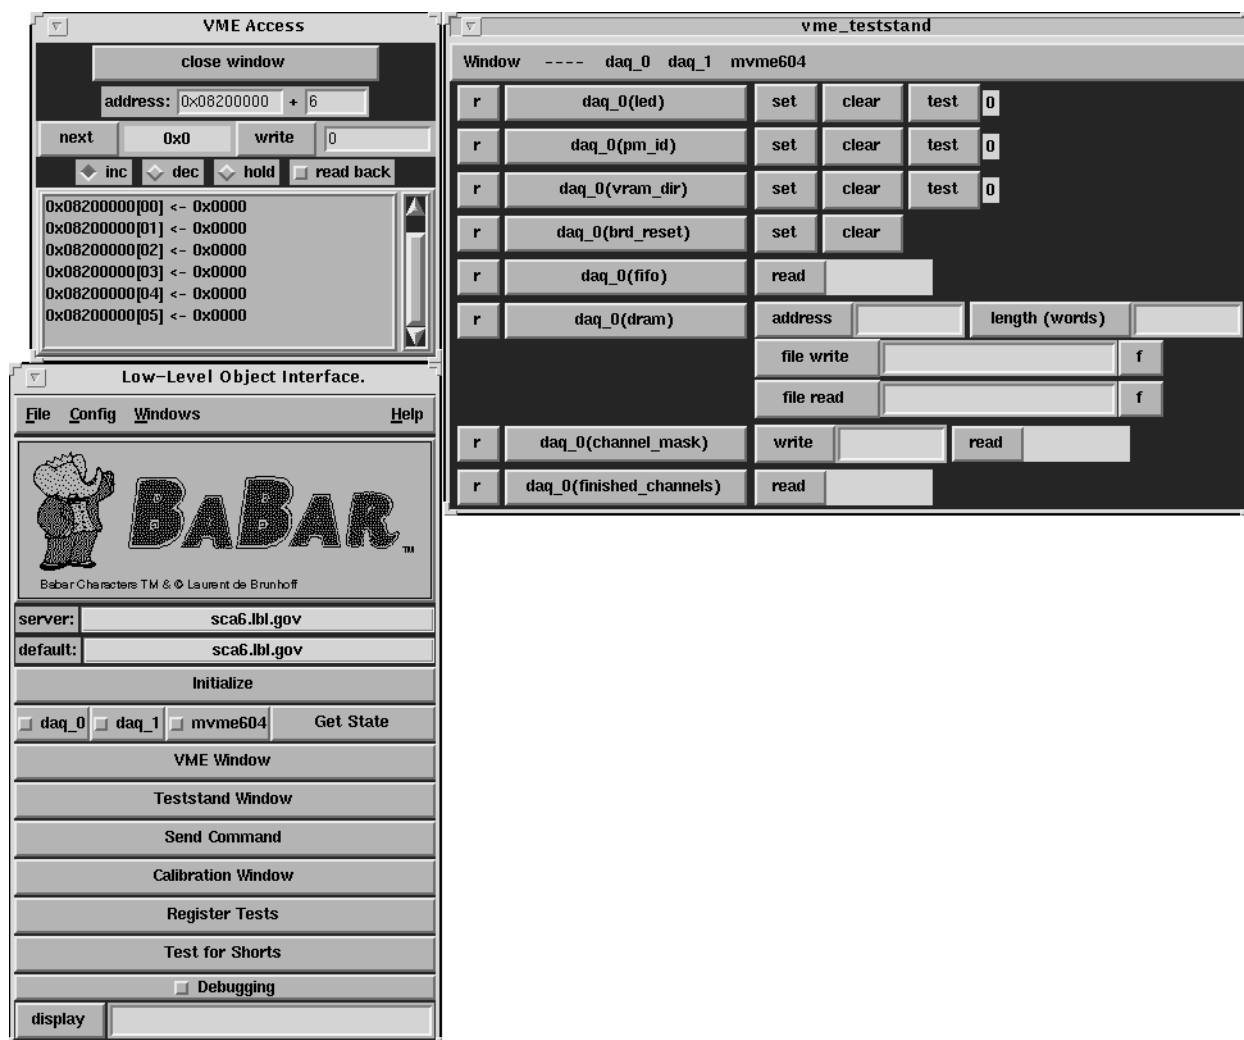 VME Access
close window
address: 0x08200000 + 6
next 0x0 write 0
inc dec hold read back
0x08200000[00] <- 0x0000
0x08200000[01] <- 0x0000
0x08200000[02] <- 0x0000
0x08200000[03] <- 0x0000
0x08200000[04] <- 0x0000
0x08200000[05] <- 0x0000
vme_teststand
Window ---- daq_0 daq_1 mvme604
r daq_0(led) set clear test 0
r daq_0(pm_id) set clear test 0
r daq_0(vram_dir) set clear test 0
r daq_0(brd_reset) set clear
r daq_0(fifo) read
r daq_0(dram) address length (words)
file write f
file read f
r daq_0(channel_mask) write read
r daq_0(finished_channels) read
Low-Level Object Interface.
File Config Windows Help
BABAR TM
Babar Characters TM & © Laurent de Brunhoff
server: sca6.lbl.gov
default: sca6.lbl.gov
Initialize
daq_0 daq_1 mvme604 Get State
VME Window
Teststand Window
Send Command
Calibration Window
Register Tests
Test for Shorts
Debugging
display